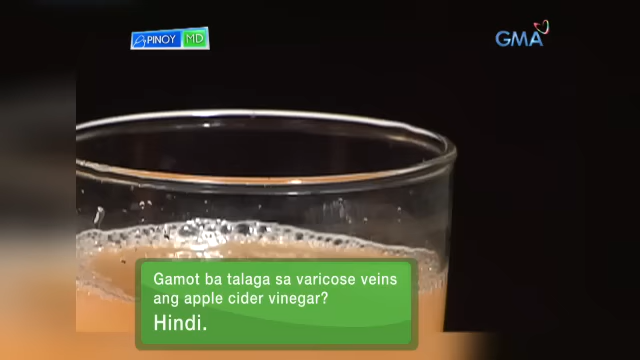 PINOY MD
GMA
Gamot ba talaga sa varicose veins
ang apple cider vinegar?
Hindi.